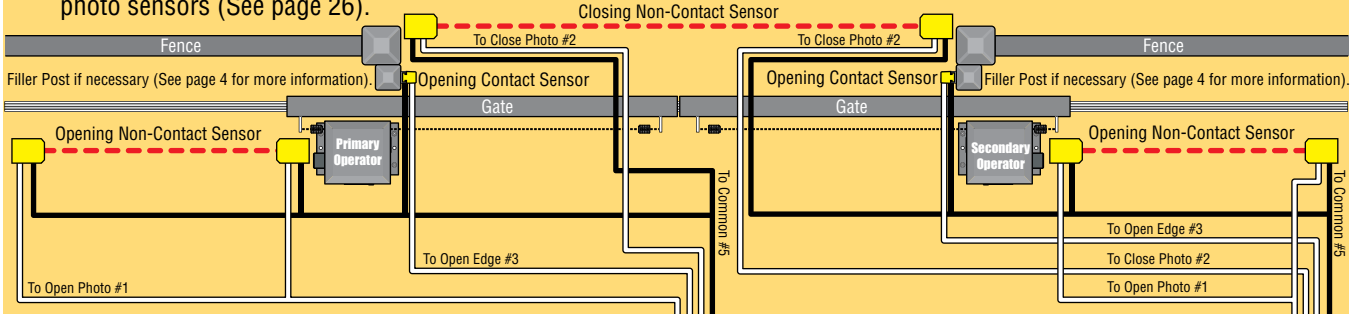 photo sensors (See page 26).
Closing Non-Contact Sensor
To Close Photo #2
To Close Photo #2
Fence
Fence
Filler Post if necessary (See page 4 for more information).
Opening Contact Sensor
Opening Contact Sensor
Filler Post if necessary (See page 4 for more information).
Gate
Gate
Opening Non-Contact Sensor
Primary
Operator
Secondary
Operator
Opening Non-Contact Sensor
To Common #5
To Common #5
To Open Edge #3
To Open Edge #3
To Close Photo #2
To Open Photo #1
To Open Photo #1